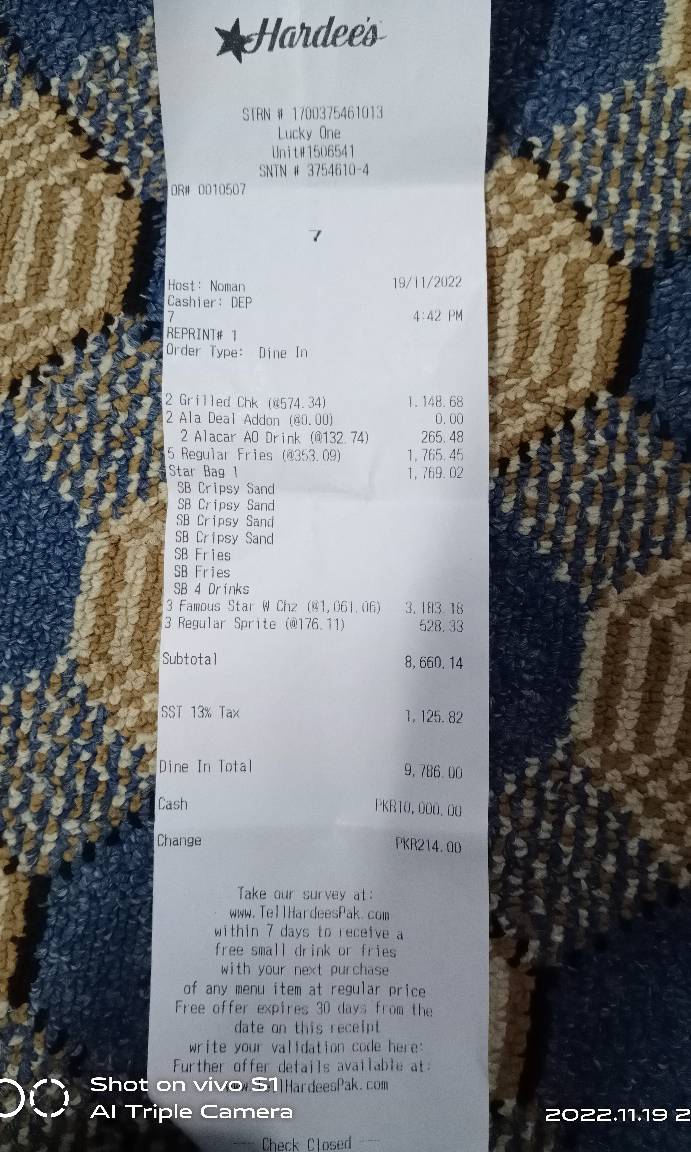 Hardee's
STRN # 1700375461013
Lucky One
Unit#1506541
SNTN # 3754610-4
OR# 0010507
7
Host: Noman 19/11/2022
Cashier: DEP
7 4:42 PM
REPRINT# 1
Order Type: Dine In
2 Grilled Chk (@574.34) 1,148.68
2 Ala Deal Addon (@0.00) 0.00
2 Alacar AO Drink (@132.74) 265.48
5 Regular Fries (@353.09) 1,765.45
Star Bag 1 1,769.02
SB Cripsy Sand
SB Cripsy Sand
SB Cripsy Sand
SB Cripsy Sand
SB Fries
SB Fries
SB 4 Drinks
3 Famous Star W Chz (@1,061.06) 3,183.18
3 Regular Sprite (@176.11) 528.33
Subtotal 8,660.14
SST 13% Tax 1,125.82
Dine In Total 9,786.00
Cash PKR10,000.00
Change PKR214.00
Take our survey at:
www.TellHardeesPak.com
within 7 days to receive a
free small drink or fries
with your next purchase
of any menu item at regular price
Free offer expires 30 days from the
date on this receipt
write your validation code here:
Further offer details available at:
www.TellHardeesPak.com
Shot on vivo S1
AI Triple Camera
2022.11.19 2
--- Check Closed ---